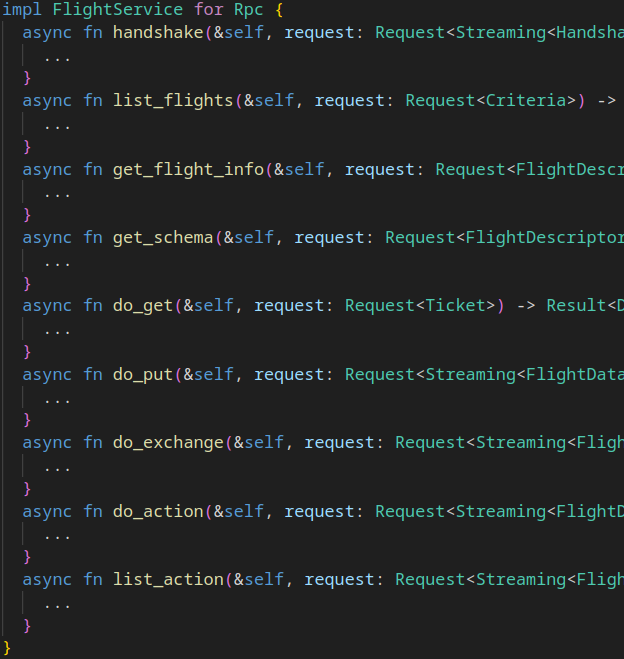 impl FlightService for Rpc {
async fn handshake(&self, request: Request<Streaming<Handsha
...
}
async fn list_flights(&self, request: Request<Criteria>) ->
...
}
async fn get_flight_info(&self, request: Request<FlightDescr
...
}
async fn get_schema(&self, request: Request<FlightDescriptor
...
}
async fn do_get(&self, request: Request<Ticket>) -> Result<D
...
}
async fn do_put(&self, request: Request<Streaming<FlightData
...
}
async fn do_exchange(&self, request: Request<Streaming<Fligh
...
}
async fn do_action(&self, request: Request<Streaming<FlightD
...
}
async fn list_action(&self, request: Request<Streaming<Fligh
...
}
}